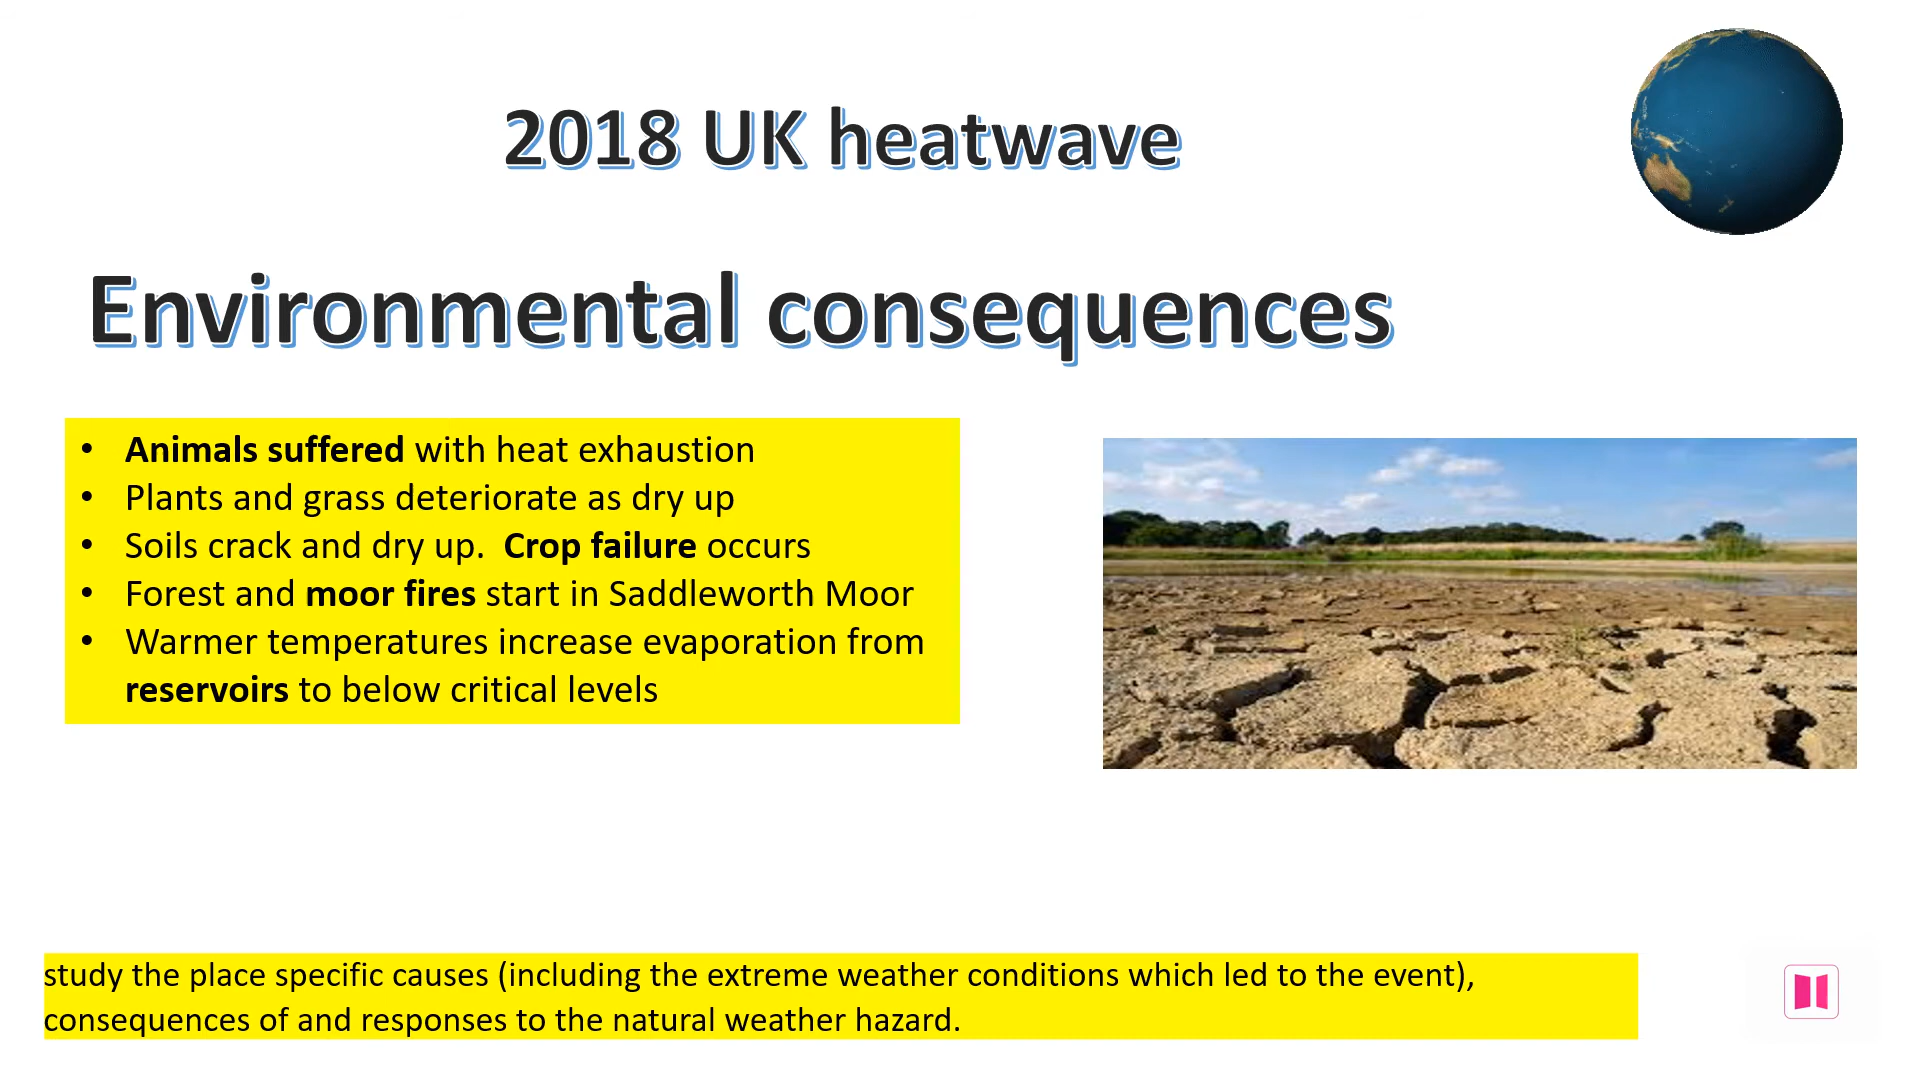 2018 UK heatwave
Environmental consequences
• Animals suffered with heat exhaustion
• Plants and grass deteriorate as dry up
• Soils crack and dry up.  Crop failure occurs
• Forest and moor fires start in Saddleworth Moor
• Warmer temperatures increase evaporation from
reservoirs to below critical levels
study the place specific causes (including the extreme weather conditions which led to the event),
consequences of and responses to the natural weather hazard.